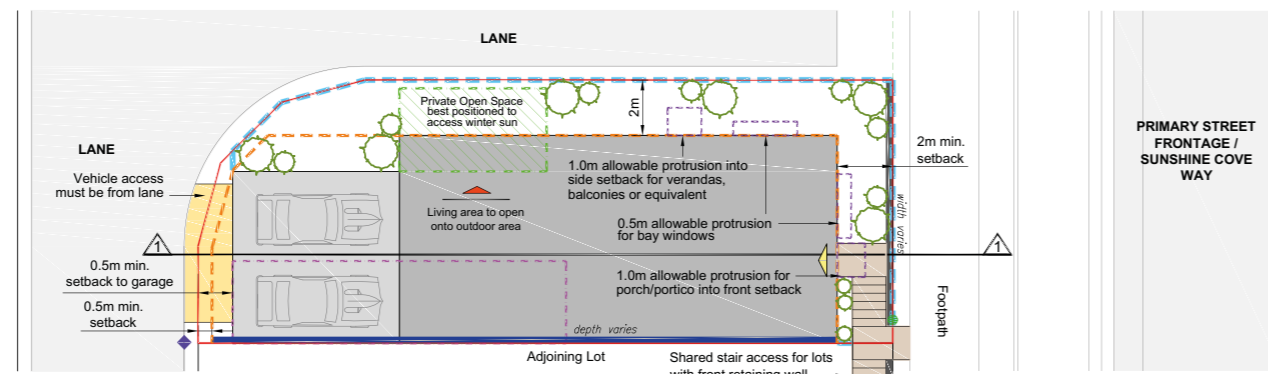 LANE
Private Open Space
best positioned to
access winter sun
2m
PRIMARY STREET
FRONTAGE /
SUNSHINE COVE
WAY
2m min.
setback
LANE
Vehicle access
must be from lane
1.0m allowable protrusion into
side setback for verandas,
balconies or equivalent
width varies
Living area to open
onto outdoor area
0.5m allowable protrusion
for bay windows
1
1
0.5m min.
setback to garage
1.0m allowable protrusion for
porch/portico into front setback
0.5m min.
setback
Footpath
depth varies
Adjoining Lot
Shared stair access for lots
with front retaining wall